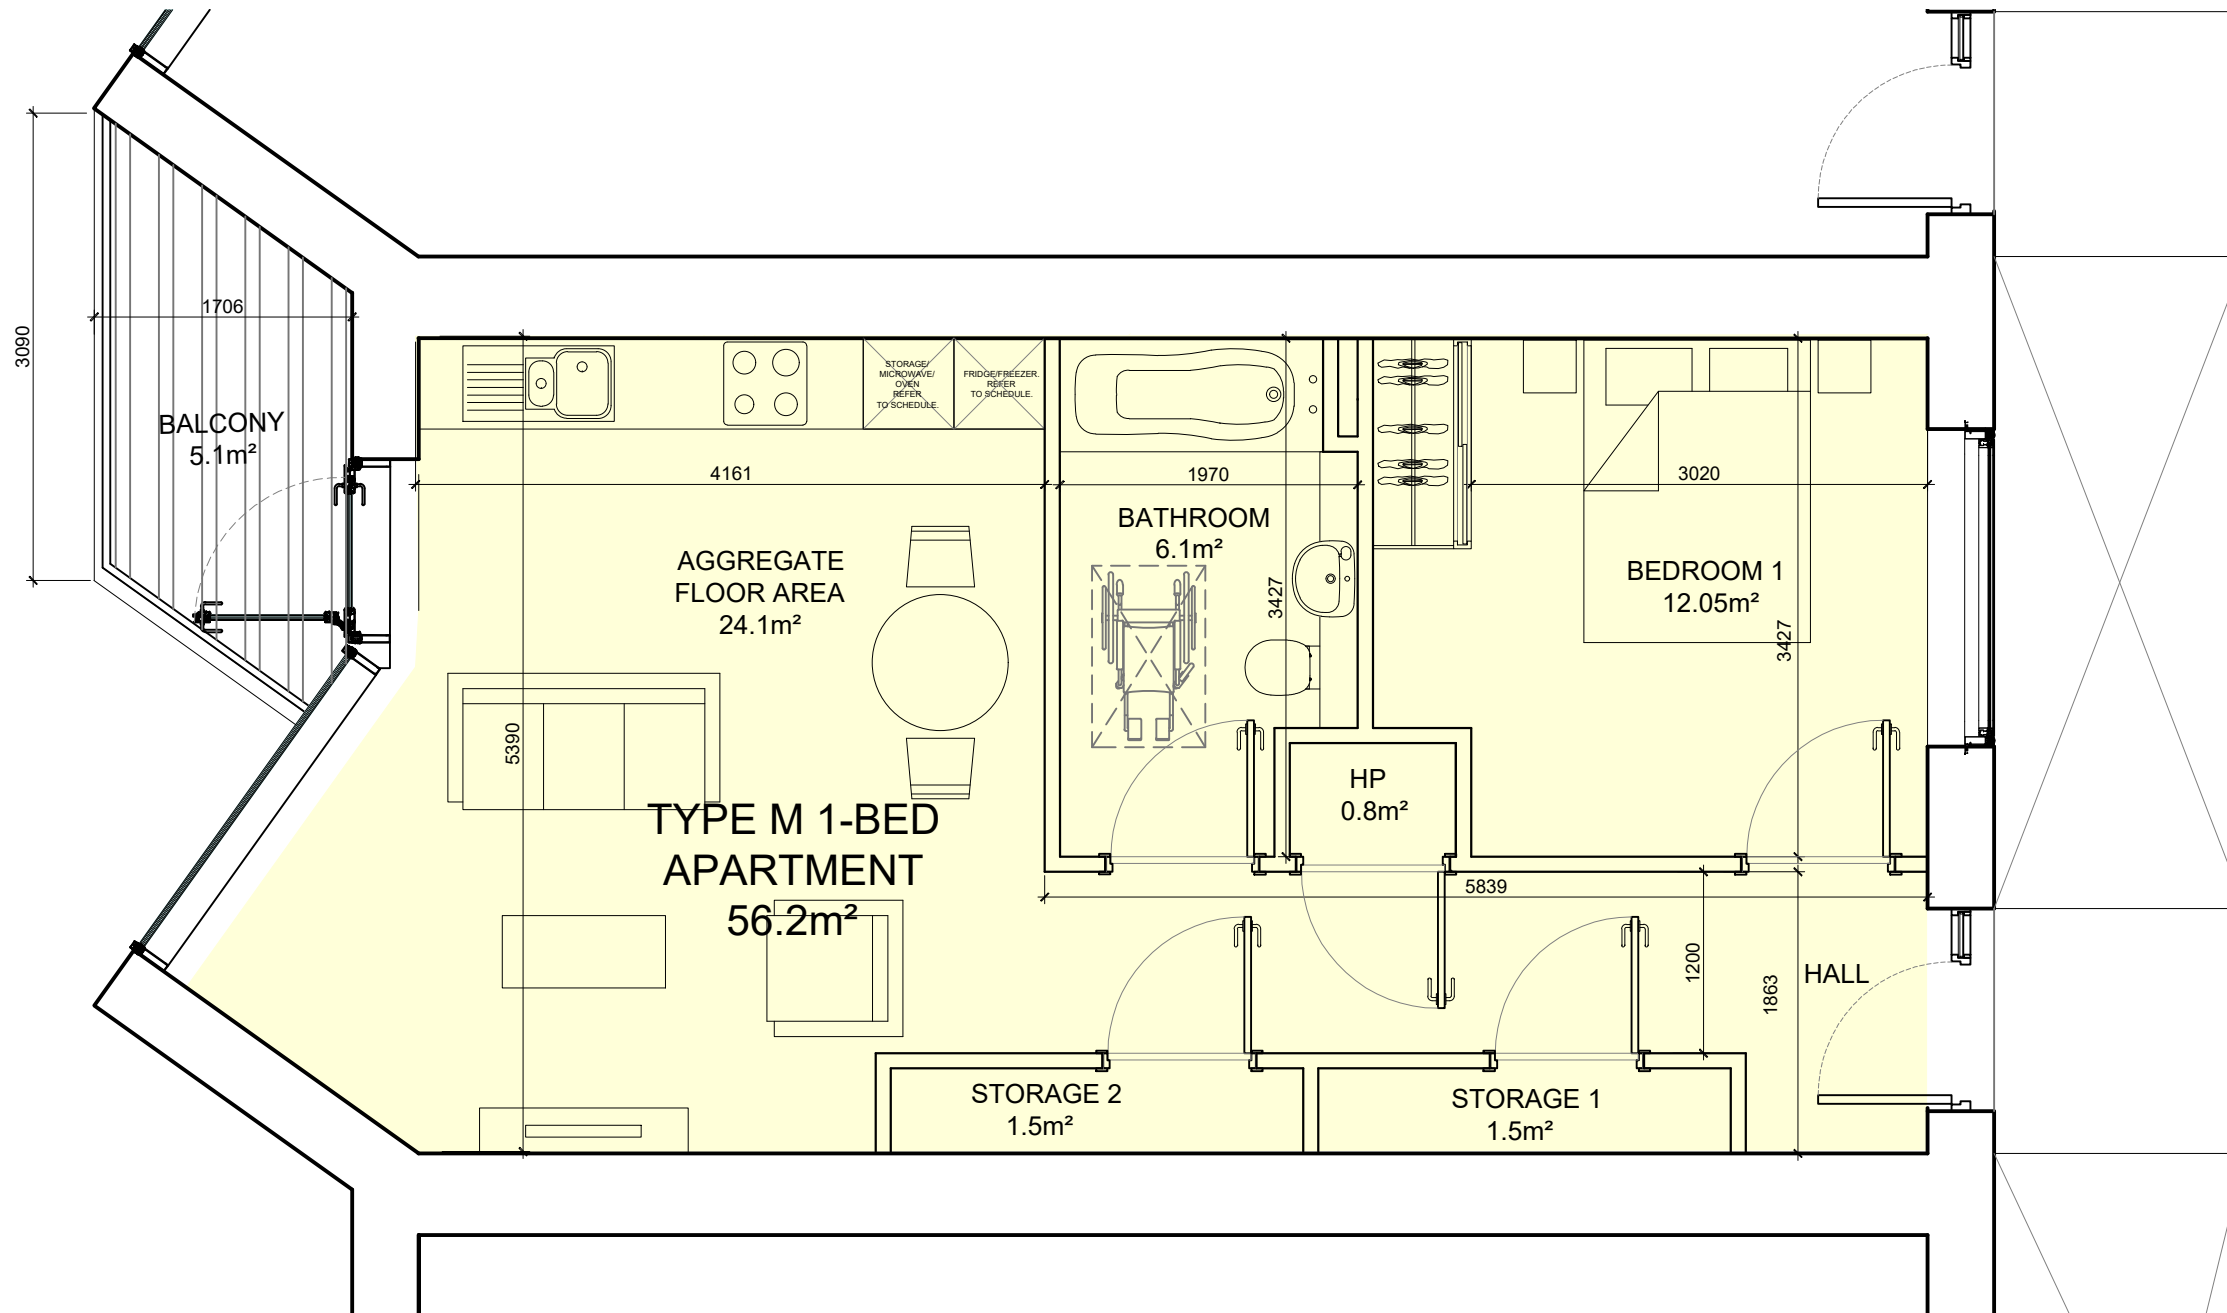 1706
3090
BALCONY
5.1m²
STORAGE/
MICROWAVE/
OVEN
REFER
TO SCHEDULE.
FRIDGE/FREEZER.
REFER
TO SCHEDULE.
4161
1970
3020
BATHROOM
6.1m²
AGGREGATE
FLOOR AREA
24.1m²
3427
BEDROOM 1
12.05m²
3427
5390
HP
0.8m²
TYPE M 1-BED
APARTMENT
56.2m²
5839
1200
1863
HALL
STORAGE 2
1.5m²
STORAGE 1
1.5m²